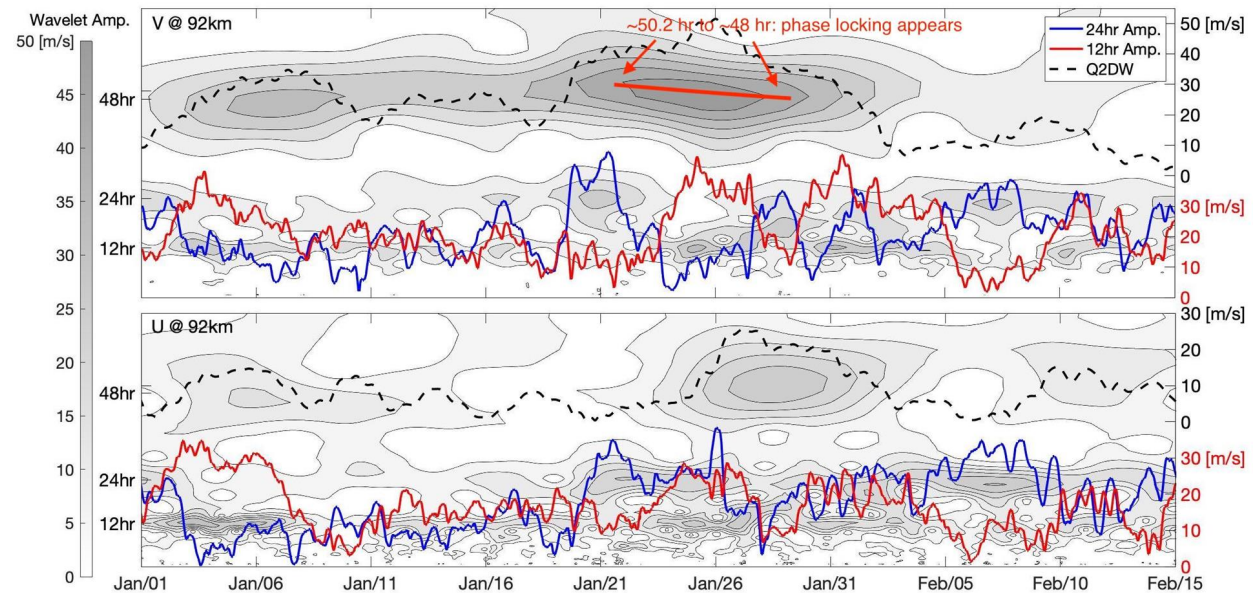 Wavelet Amp.
50 [m/s]
45
40
35
30
25
20
15
10
5
0
V @ 92km
~50.2 hr to ~48 hr: phase locking appears
24hr Amp.
12hr Amp.
Q2DW
48hr
24hr
12hr
50 [m/s]
40
30
20
10
0
30 [m/s]
20
10
0
U @ 92km
48hr
24hr
12hr
30 [m/s]
20
10
0
30 [m/s]
20
10
0
Jan/01 Jan/06 Jan/11 Jan/16 Jan/21 Jan/26 Jan/31 Feb/05 Feb/10 Feb/15